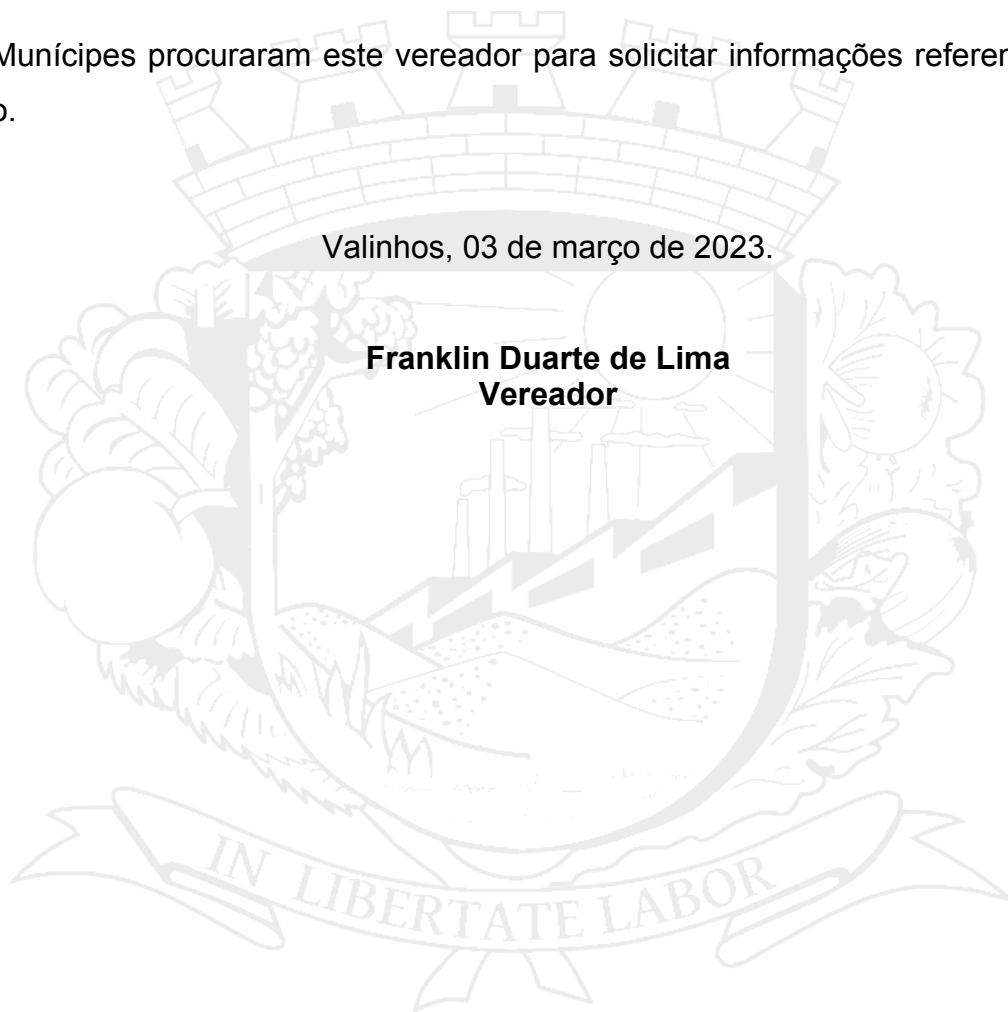 Munícipes procuraram este vereador para solicitar informações
Valinhos, 03 de março de 2023.
Franklin Duarte de Lima
Vereador
IN LIBERTATE LABOR